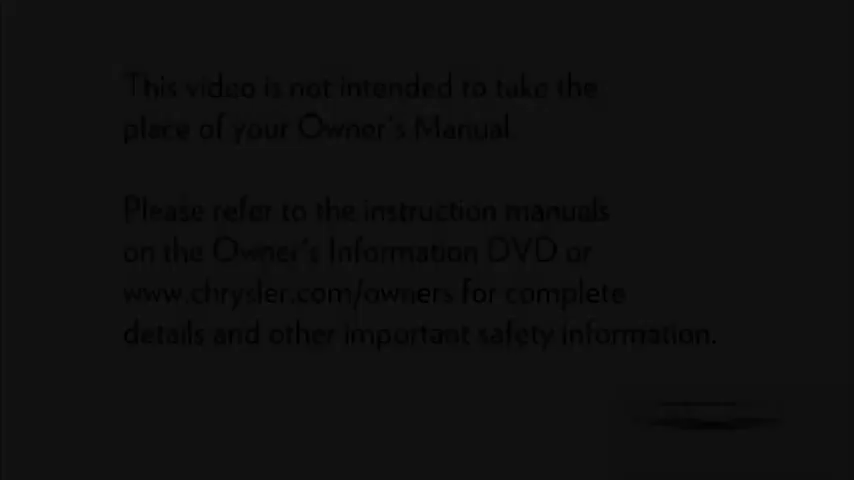 This video is not intended to take the
place of your Owner's Manual.
Please refer to the instruction manuals
on the Owner's Information DVD or
www.chrysler.com/owners for complete
details and other important safety information.